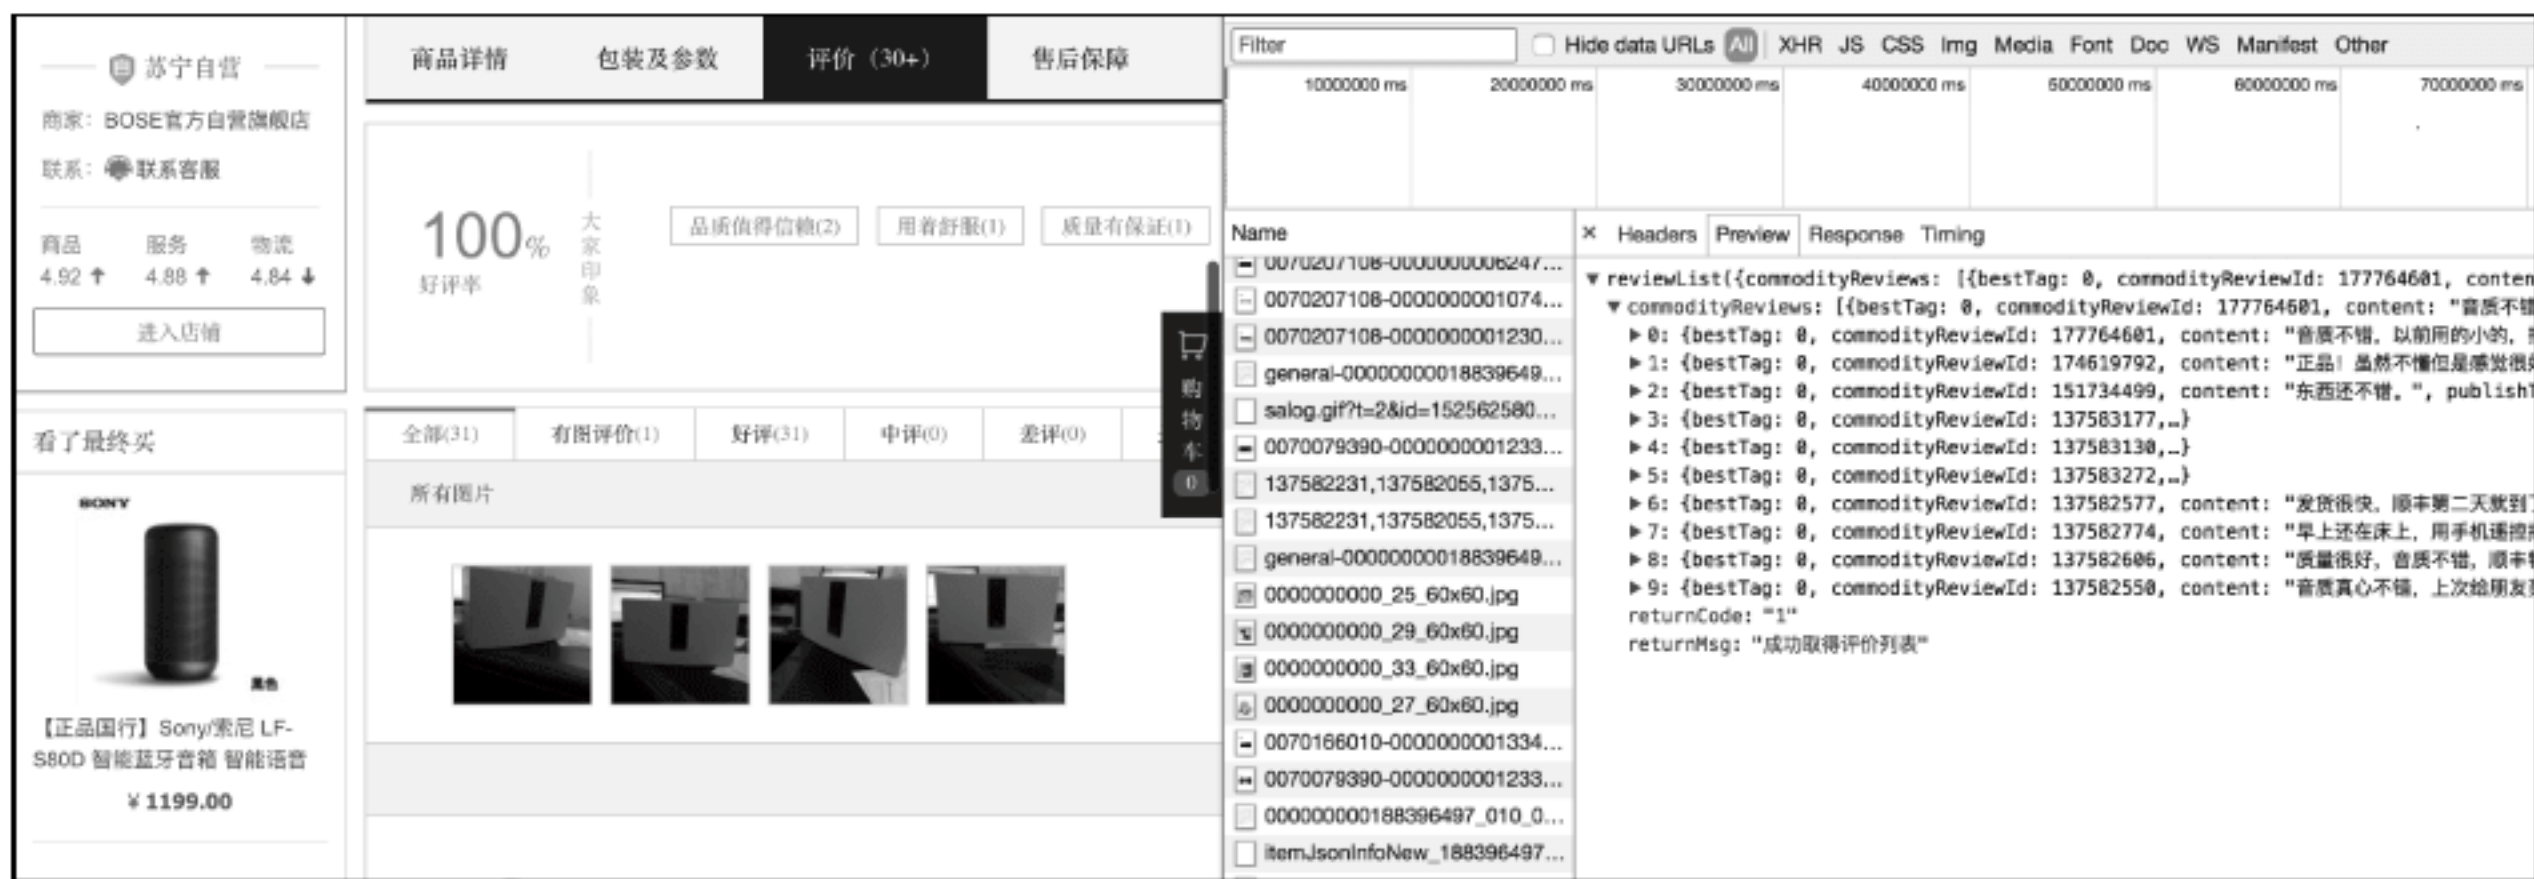 苏宁自营
商家：BOSE官方自营旗舰店
联系：联系客服
商品 服务 物流
4.92 4.88 4.84
进入店铺
看了最终买
SONY
黑色
【正品国行】Sony/索尼 LF-
S80D 智能蓝牙音箱 智能语音
¥ 1199.00
商品详情 包装及参数 评价（30+） 售后保障
100%
好评率
大家印象
品质值得信赖(2) 用着舒服(1) 质量有保证(1)
购物车
0
全部(31) 有图评价(1) 好评(31) 中评(0) 差评(0)
所有图片
Filter Hide data URLs All XHR JS CSS Img Media Font Doc WS Manifest Other
10000000 ms 20000000 ms 30000000 ms 40000000 ms 50000000 ms 60000000 ms 70000000 ms
Name
0070207108-0000000006247...
0070207108-0000000001074...
0070207108-0000000001230...
general-00000000018839649...
salog.gif?t=2&id=152562580...
0070079390-0000000001233...
137582231,137582055,1375...
137582231,137582055,1375...
general-00000000018839649...
0000000000_25_60x60.jpg
0000000000_29_60x60.jpg
0000000000_33_60x60.jpg
0000000000_27_60x60.jpg
0070166010-0000000001334...
0070079390-0000000001233...
000000000188396497_010_0...
itemJsonInfoNew_188396497...
× Headers Preview Response Timing
▼ reviewList({commodityReviews: [{bestTag: 0, commodityReviewId: 177764601, conten
▼ commodityReviews: [{bestTag: 0, commodityReviewId: 177764601, content: "音质不错
▶ 0: {bestTag: 0, commodityReviewId: 177764601, content: "音质不错，以前用的小的，
▶ 1: {bestTag: 0, commodityReviewId: 174619792, content: "正品！虽然不懂但是感觉很好
▶ 2: {bestTag: 0, commodityReviewId: 151734499, content: "东西还不错。", publishT
▶ 3: {bestTag: 0, commodityReviewId: 137583177,…}
▶ 4: {bestTag: 0, commodityReviewId: 137583130,…}
▶ 5: {bestTag: 0, commodityReviewId: 137583272,…}
▶ 6: {bestTag: 0, commodityReviewId: 137582577, content: "发货很快，顺丰第二天就到了
▶ 7: {bestTag: 0, commodityReviewId: 137582774, content: "早上还在床上，用手机遥控
▶ 8: {bestTag: 0, commodityReviewId: 137582606, content: "质量很好，音质不错，顺丰
▶ 9: {bestTag: 0, commodityReviewId: 137582550, content: "音质真心不错，上次给朋友
returnCode: "1"
returnMsg: "成功取得评价列表"